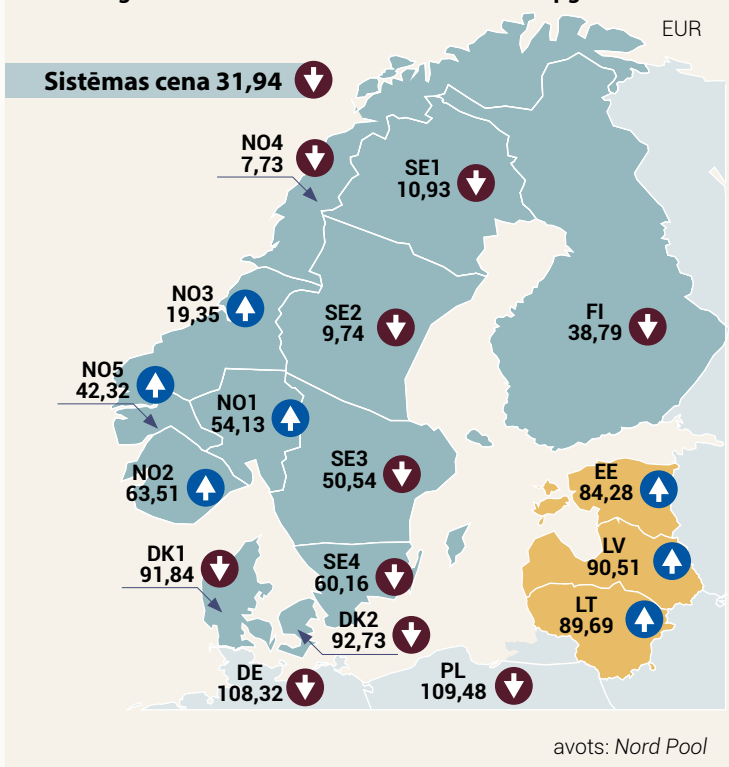 EUR
Sistēmas cena 31,94
NO4
7,73
SE1
10,93
NO3
19,35
SE2
9,74
FI
38,79
NO5
42,32
NO1
54,13
SE3
50,54
NO2
63,51
EE
84,28
DK1
91,84
SE4
60,16
LV
90,51
LT
89,69
DK2
92,73
DE
108,32
PL
109,48
avots: Nord Pool